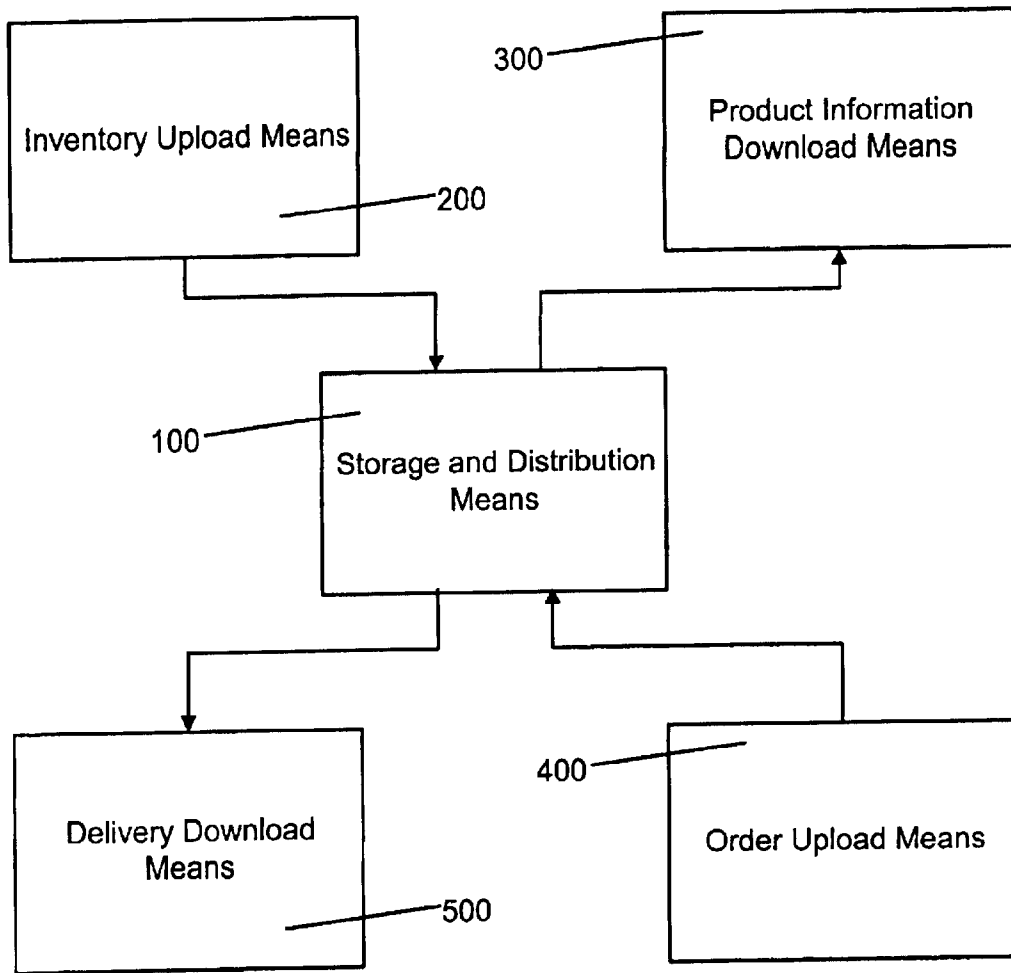 300
Product Information
Download Means
Inventory Upload Means
200
100
Storage and Distribution
Means
400
Order Upload Means
Delivery Download
Means
500